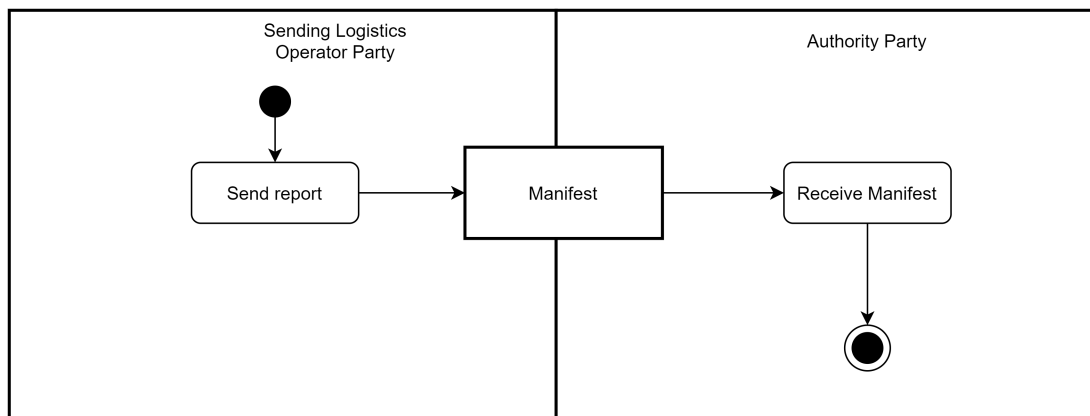 Sending Logistics
Operator Party
Authority Party
Send report
Manifest
Receive Manifest